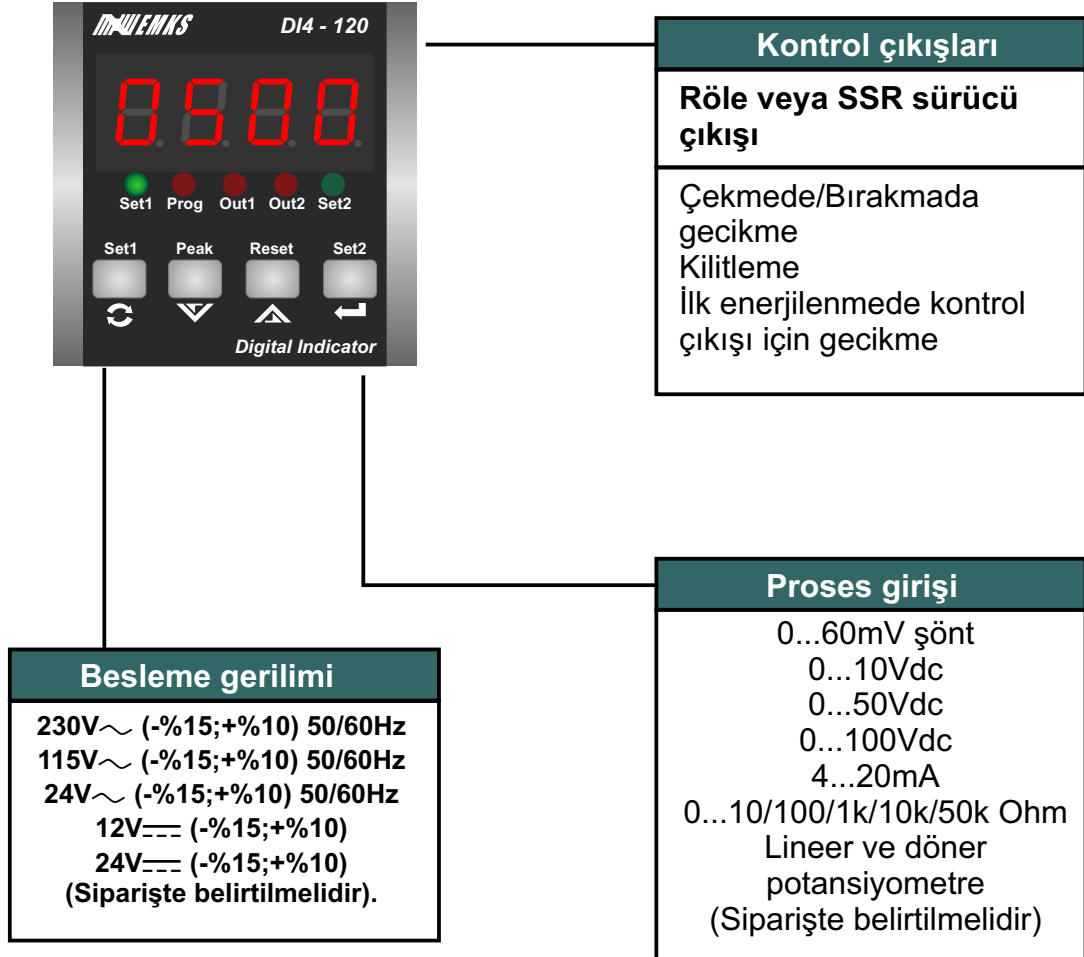 EMKS DI4 - 120
0500
Set1 Prog Out1 Out2 Set2
Set1 Peak Reset Set2
Digital Indicator
Kontrol çıkışları
Röle veya SSR sürücü
çıkışı
Çekmede/Bırakmada
gecikme
Kilitleme
İlk enerjilenmede kontrol
çıkışı için gecikme
Besleme gerilimi
230V~ (-%15;+%10) 50/60Hz
115V~ (-%15;+%10) 50/60Hz
24V~ (-%15;+%10) 50/60Hz
12V⎓ (-%15;+%10)
24V⎓ (-%15;+%10)
(Siparişte belirtilmelidir).
Proses girişi
0...60mV şönt
0...10Vdc
0...50Vdc
0...100Vdc
4...20mA
0...10/100/1k/10k/50k Ohm
Lineer ve döner
potansiyometre
(Siparişte belirtilmelidir)